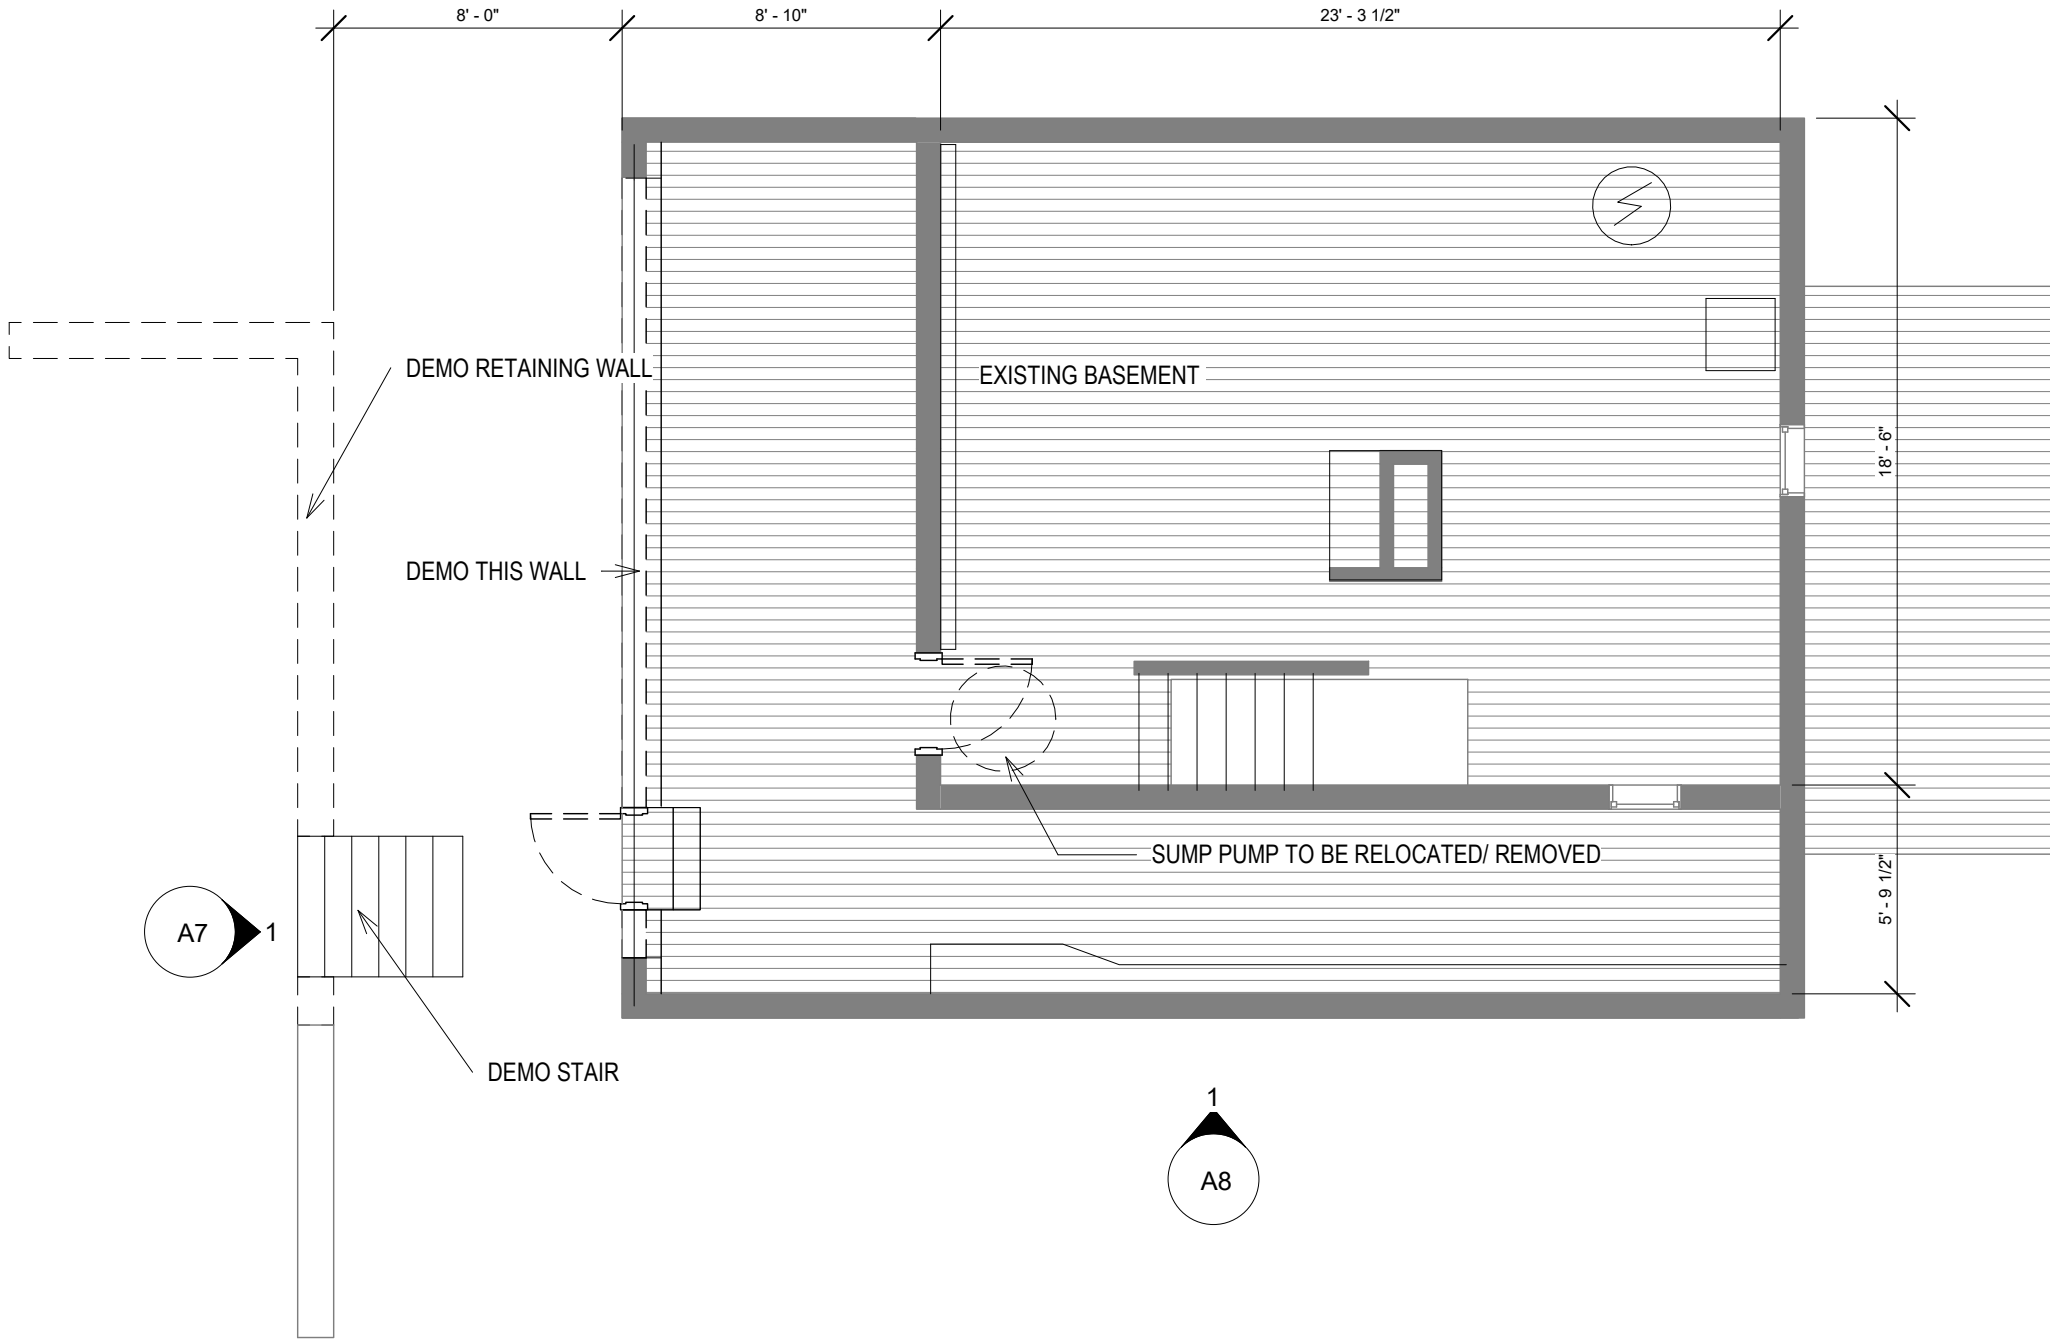 8' - 0"
8' - 10"
23' - 3 1/2"
DEMO RETAINING WALL
EXISTING BASEMENT
18' - 6"
DEMO THIS WALL
SUMP PUMP TO BE RELOCATED/ REMOVED
5' - 9 1/2"
A7
1
DEMO STAIR
1
A8